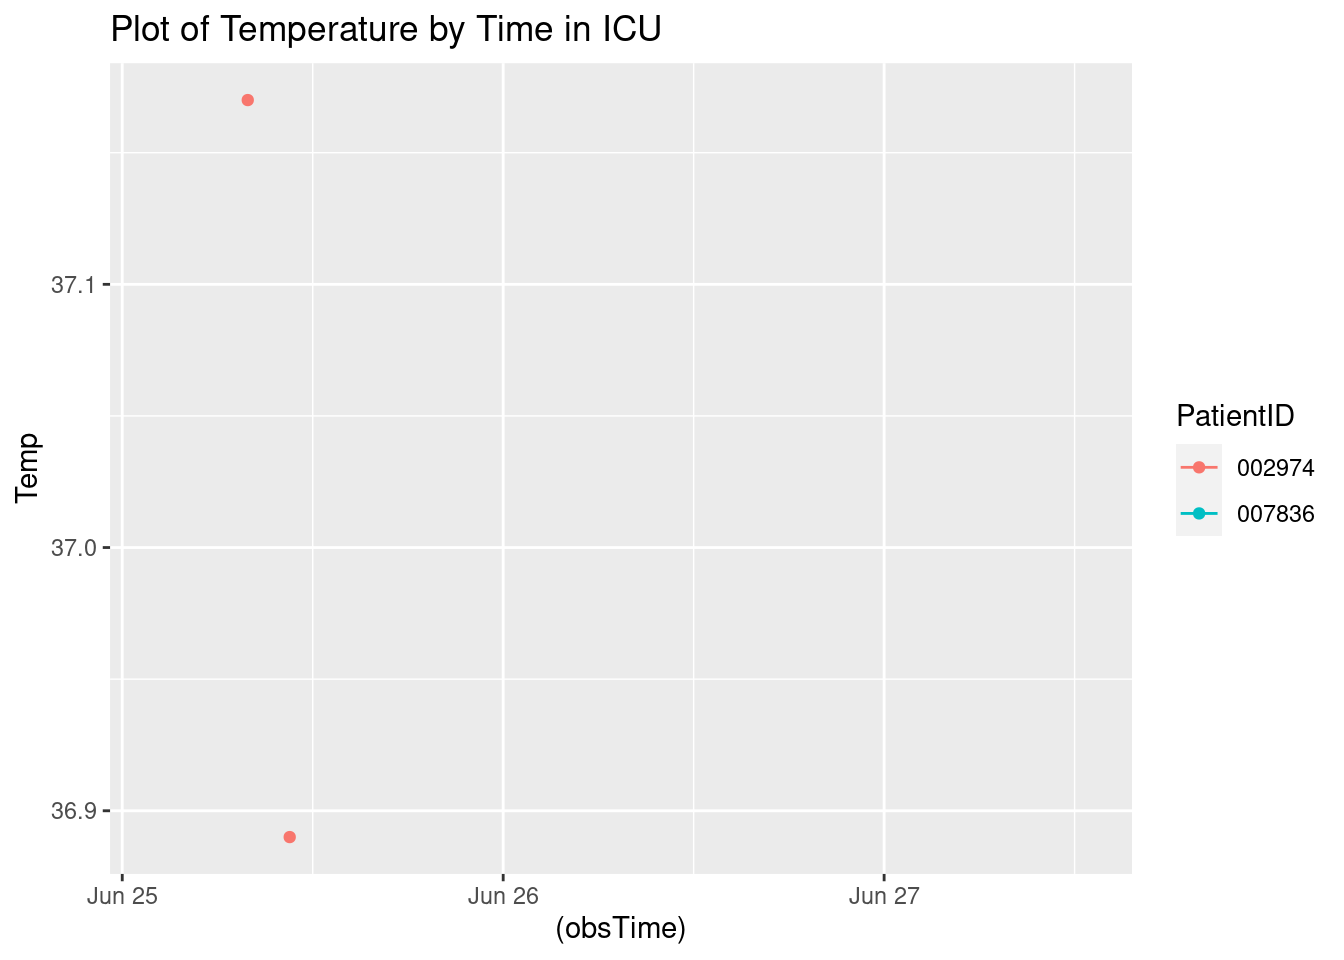 Plot of Temperature by Time in ICU
37.1
37.0
36.9
Temp
Jun 25
Jun 26
Jun 27
(obsTime)
PatientID
002974
007836